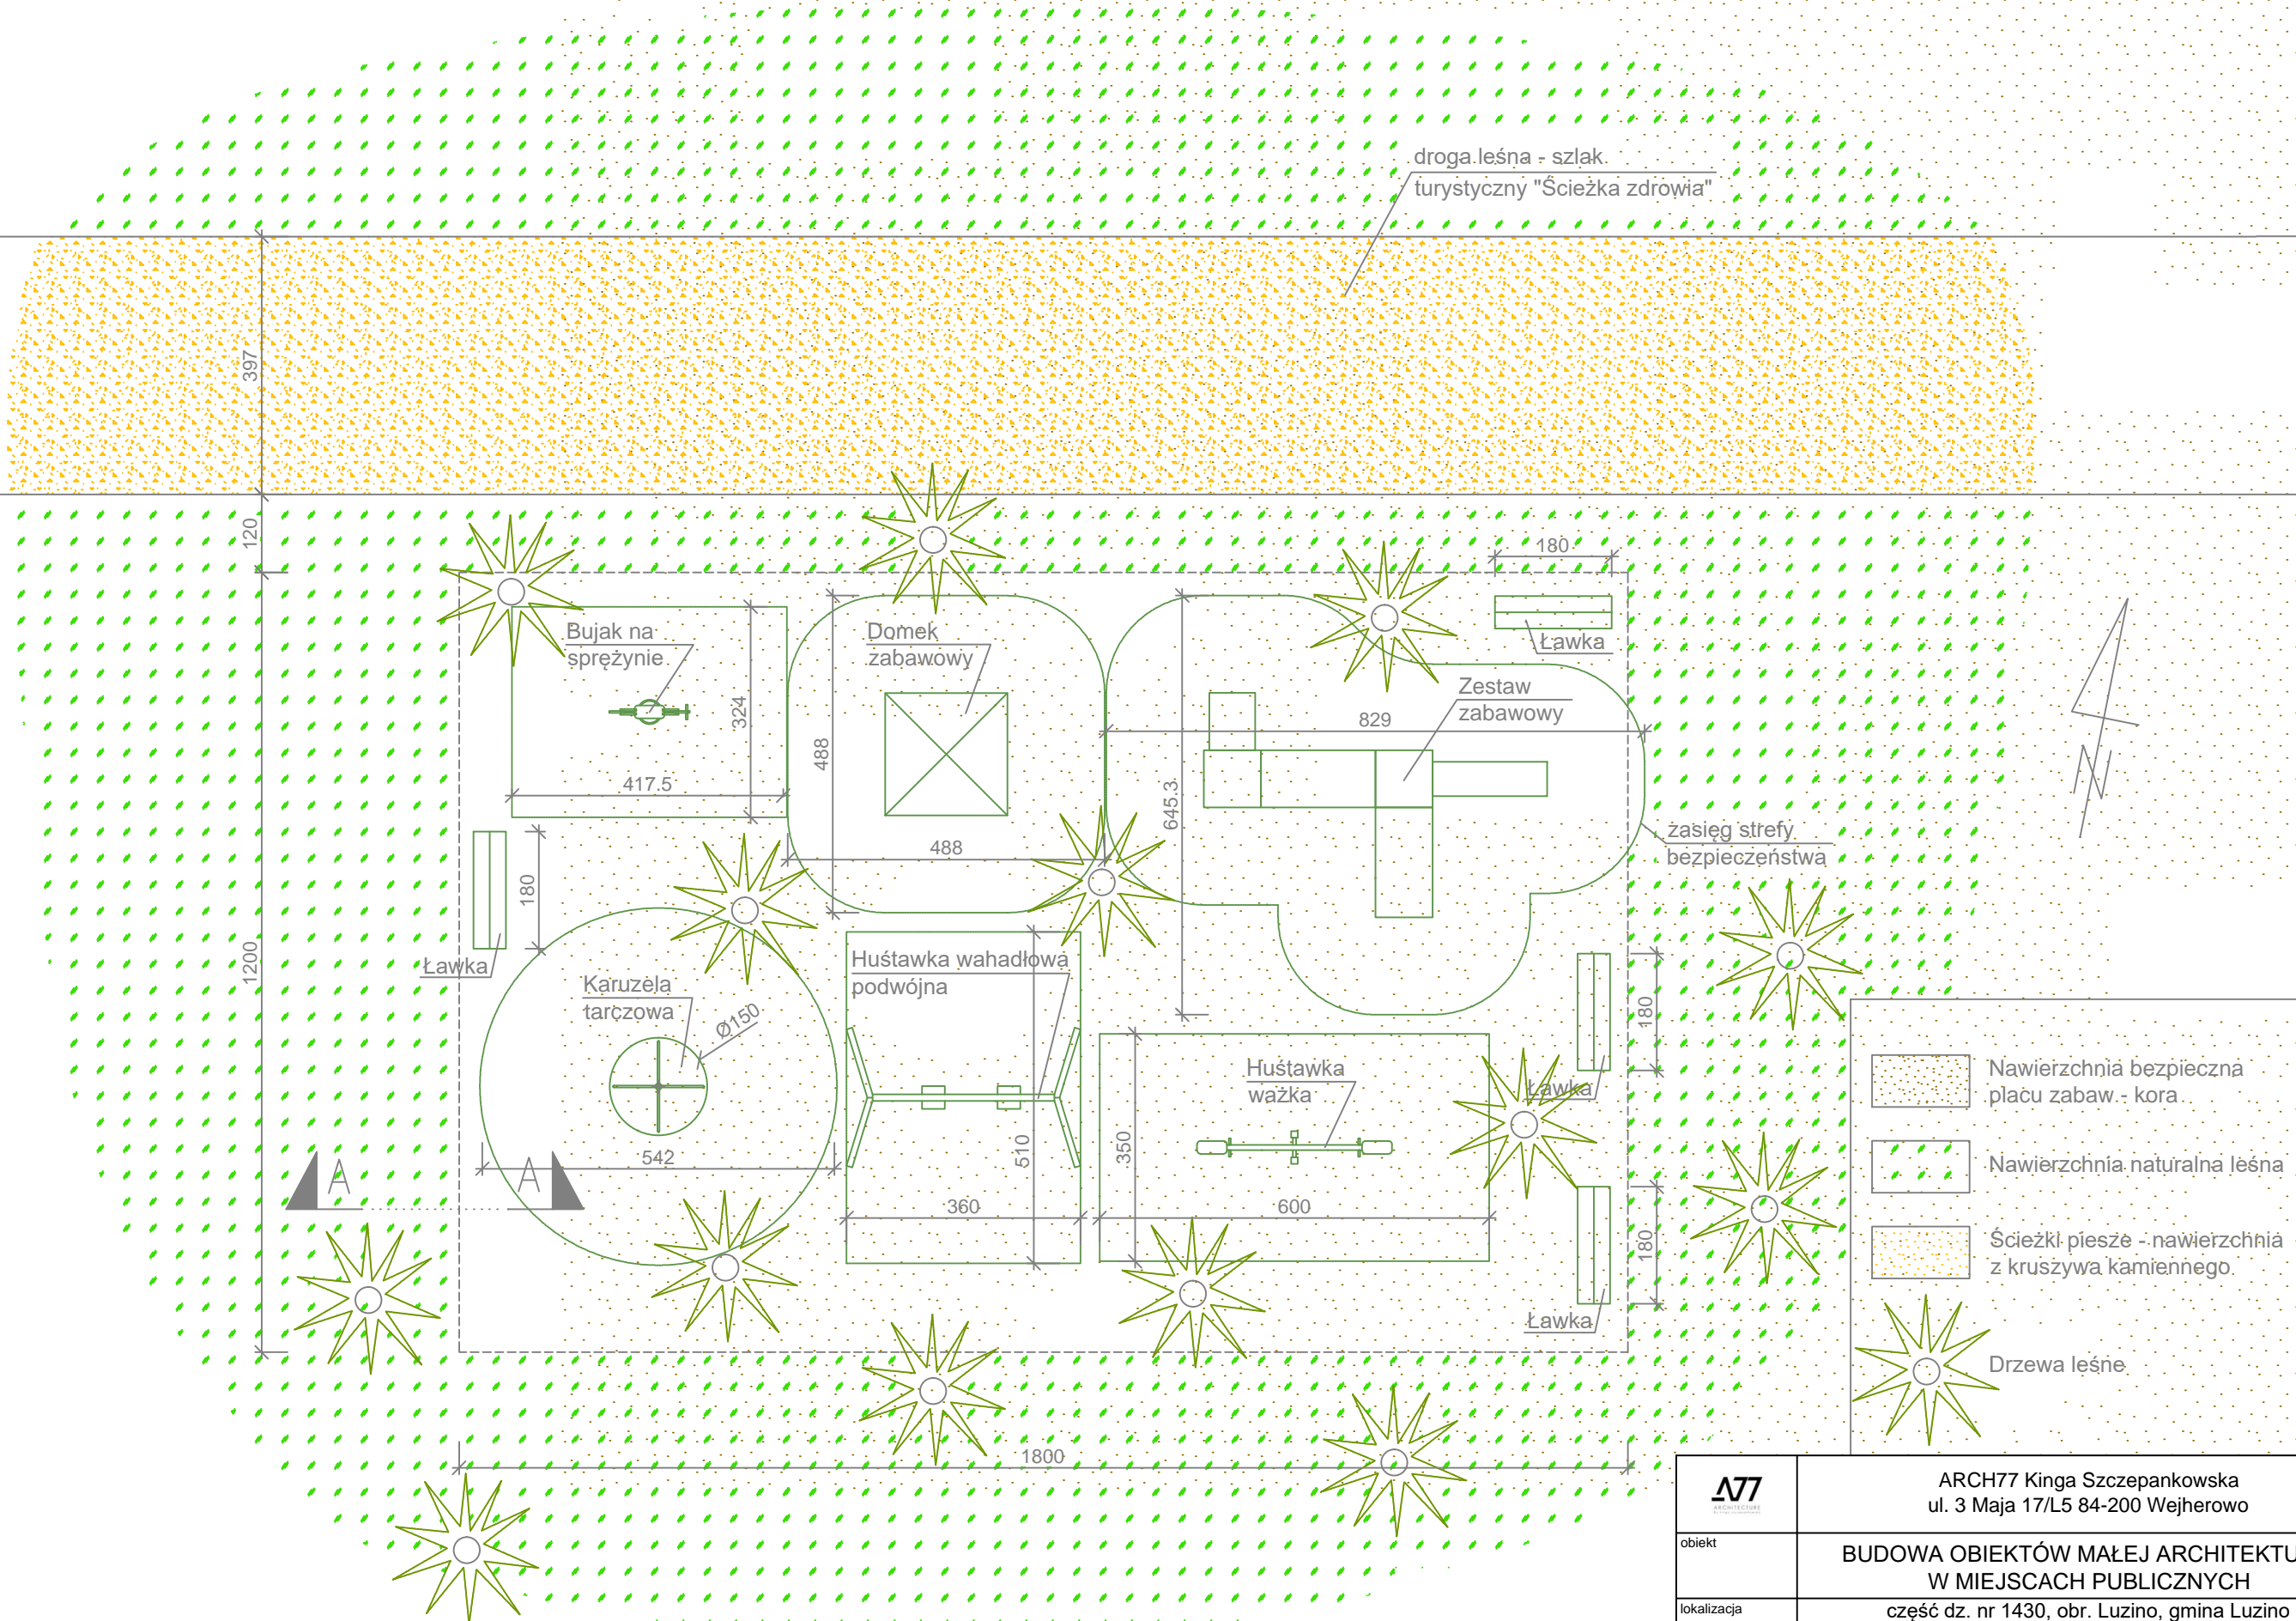 droga leśna - szlak
turystyczny "Ścieżka zdrowia"
397
120
1200
180
Ławka
Bujak na
sprężynie
324
417.5
Domek
zabawowy
488
488
Zestaw
zabawowy
829
645.3
zasięg strefy
bezpieczeństwa
180
Ławka
Karuzela
tarczowa
Ø150
542
A
A
Huśtawka wahadłowa
podwójna
510
360
Huśtawka
ważka
350
600
180
Ławka
180
Ławka
1800
N
Nawierzchnia bezpieczna
placu zabaw - kora
Nawierzchnia naturalna leśna
Ścieżki piesze - nawierzchnia
z kruszywa kamiennego
Drzewa leśne
A77
ARCHITECTURE
ARCH77 Kinga Szczepankowska
ul. 3 Maja 17/L5 84-200 Wejherowo
obiekt
BUDOWA OBIEKTÓW MAŁEJ ARCHITEKTU
W MIEJSCACH PUBLICZNYCH
lokalizacja
część dz. nr 1430, obr. Luzino, gmina Luzino